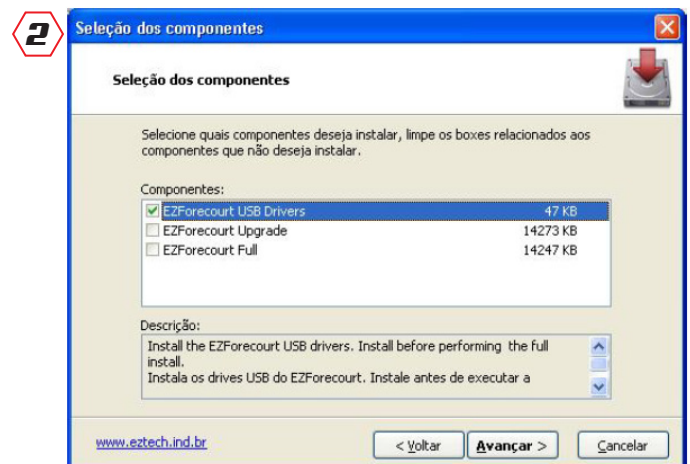 2
Seleção dos componentes
Seleção dos componentes
Selecione quais componentes deseja instalar, limpe os boxes relacionados aos
componentes que não deseja instalar.
Componentes:
EZForecourt USB Drivers 47 KB
EZForecourt Upgrade 14273 KB
EZForecourt Full 14247 KB
Descrição:
Install the EZForecourt USB drivers. Install before performing the full
install.
Instala os drives USB do EZForecourt. Instale antes de executar a
www.eztech.ind.br < Voltar Avançar > Cancelar